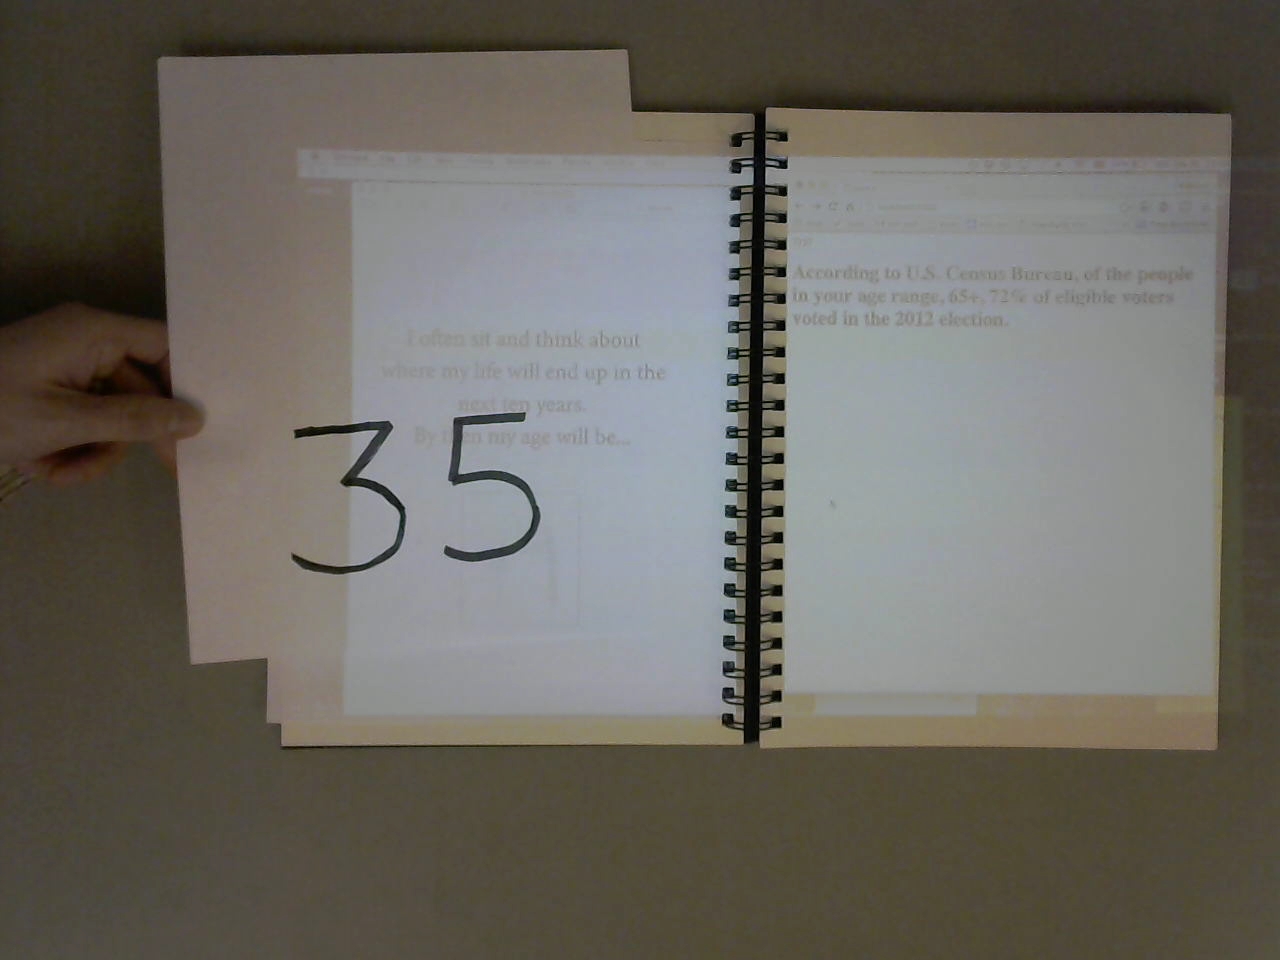 I often sit and think about
where my life will end up in the
next ten years.
By then my age will be...
35
According to U.S. Census Bureau, of the people
in your age range, 65+, 72% of eligible voters
voted in the 2012 election.